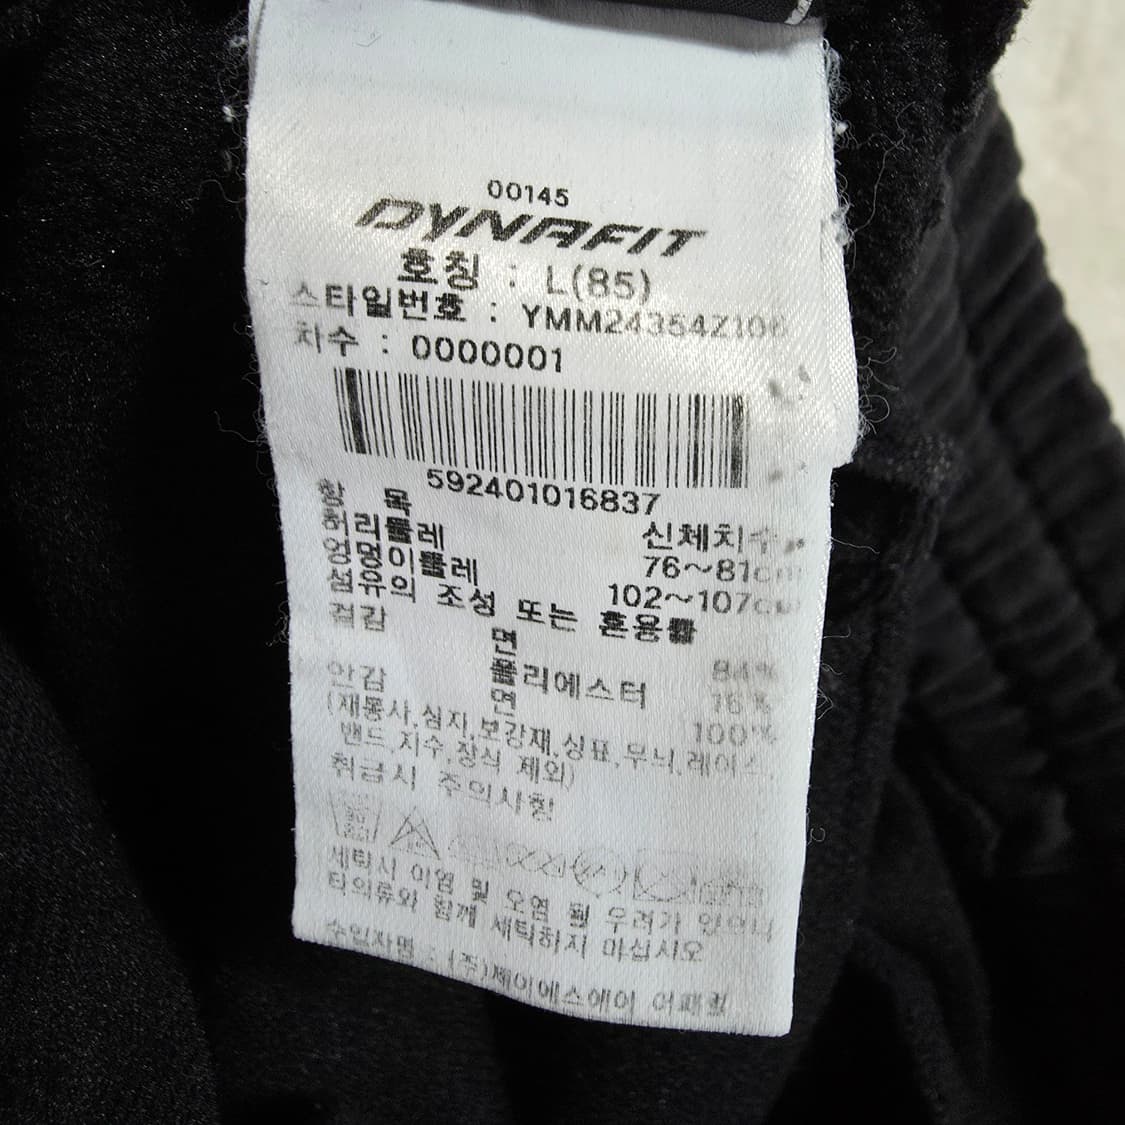 00145
DYNAFIT
호칭 : L(85)
스타일번호 : YMM24354Z106
차수 : 0000001
592401016837
항 목 신체치수
허리둘레 76~81cm
엉덩이둘레 102~107cm
섬유의 조성 또는 혼용률
겉감 면 84%
폴리에스터 16%
안감 면 100%
(재봉사,심지,보강재,상표,무늬,레이스,
밴드,자수,장식 제외)
취급시 주의사항
세탁시 이염 및 오염 될 우려가 있으니
타의류와 함께 세탁하지 마십시오
수입자명 : (주)제이에스에이 어패럴